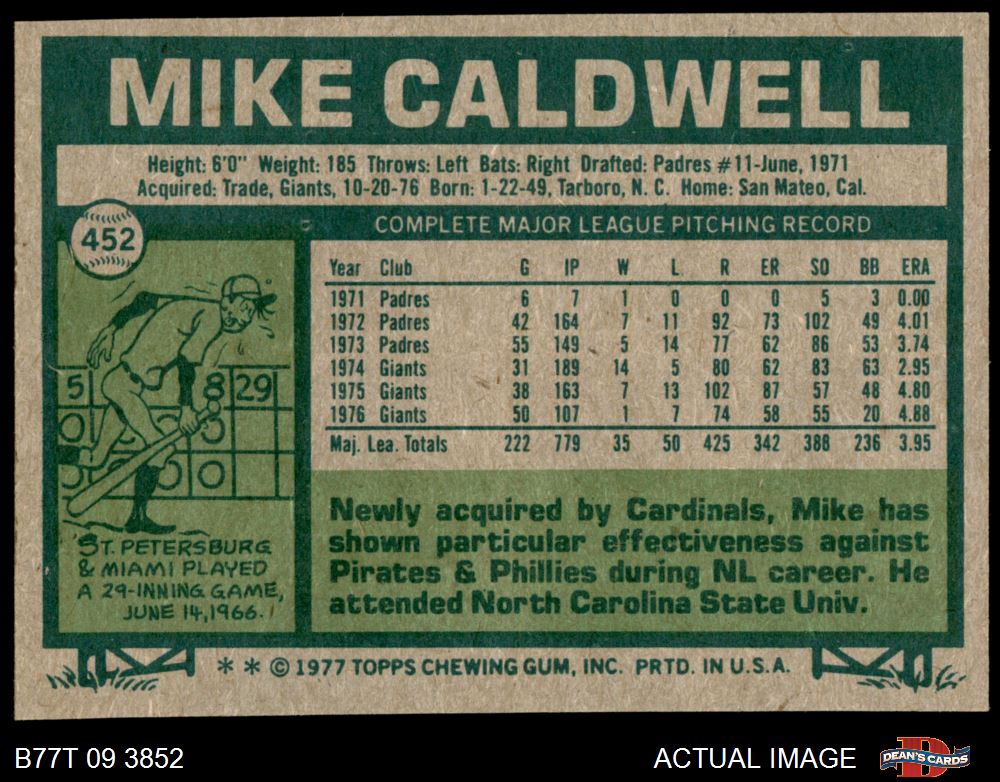 MIKE CALDWELL
Height: 6'0" Weight: 185 Throws: Left Bats: Right Drafted: Padres #11-June, 1971
Acquired: Trade, Giants, 10-20-76 Born: 1-22-49, Tarboro, N. C. Home: San Mateo, Cal.
452
COMPLETE MAJOR LEAGUE PITCHING RECORD
Year Club G IP W L R ER SO BB ERA
1971 Padres 6 7 1 0 0 0 5 3 0.00
1972 Padres 42 164 7 11 92 73 102 49 4.01
1973 Padres 55 149 5 14 77 62 86 53 3.74
1974 Giants 31 189 14 5 80 62 83 63 2.95
1975 Giants 38 163 7 13 102 87 57 48 4.80
1976 Giants 50 107 1 7 74 58 55 20 4.88
Maj. Lea. Totals 222 779 35 50 425 342 388 236 3.95
5 8 29
0 0
0 0
ST. PETERSBURG
& MIAMI PLAYED
A 29-INNING GAME,
JUNE 14, 1966.
Newly acquired by Cardinals, Mike has
shown particular effectiveness against
Pirates & Phillies during NL career. He
attended North Carolina State Univ.
* * © 1977 TOPPS CHEWING GUM, INC. PRTD. IN U.S.A.
B77T 09 3852
ACTUAL IMAGE
DEAN'S CARDS